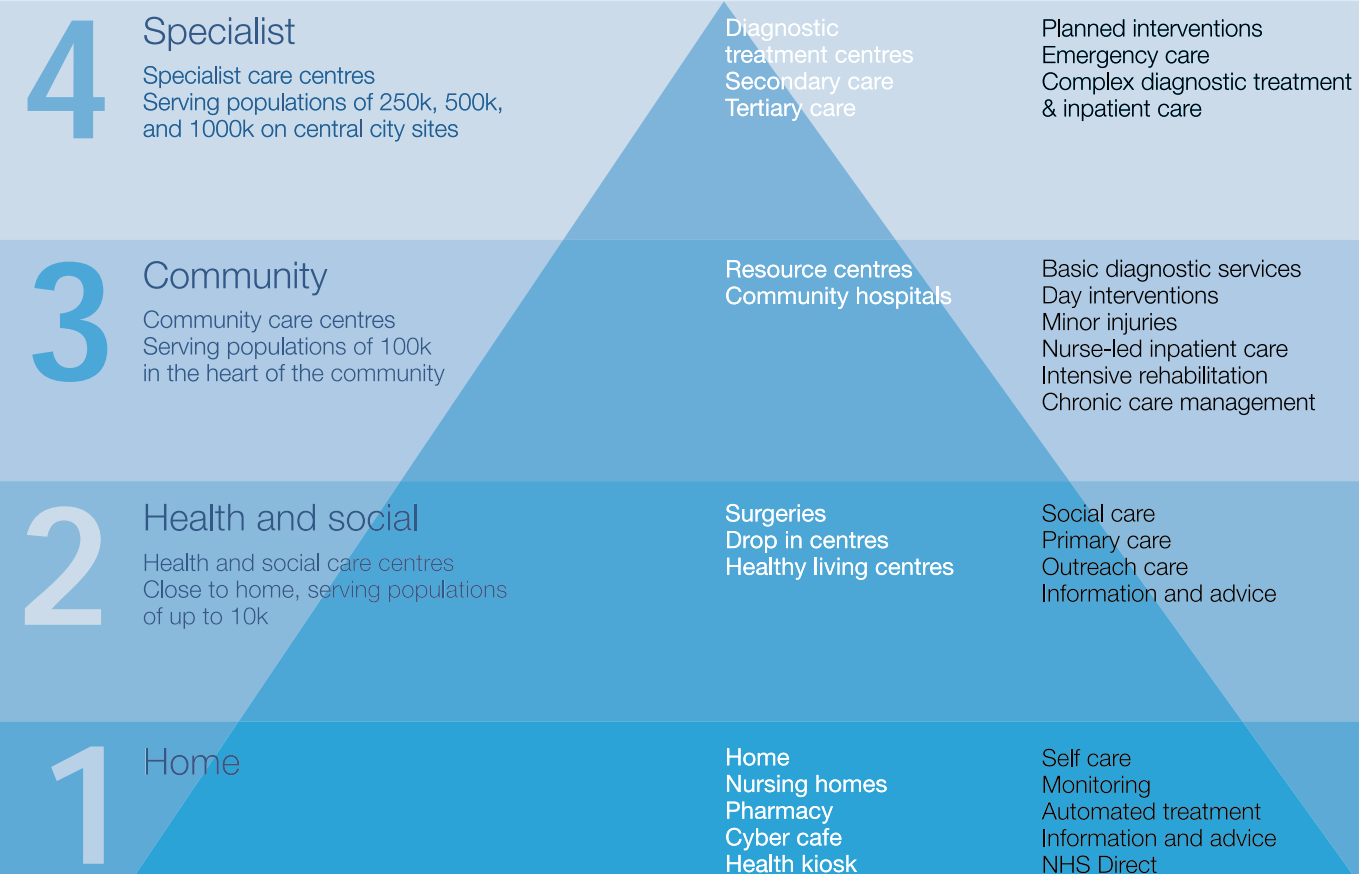 4
Specialist
Specialist care centres
Serving populations of 250k, 500k,
and 1000k on central city sites
Diagnostic
treatment centres
Secondary care
Tertiary care
Planned interventions
Emergency care
Complex diagnostic treatment
& inpatient care
3
Community
Community care centres
Serving populations of 100k
in the heart of the community
Resource centres
Community hospitals
Basic diagnostic services
Day interventions
Minor injuries
Nurse-led inpatient care
Intensive rehabilitation
Chronic care management
2
Health and social
Health and social care centres
Close to home, serving populations
of up to 10k
Surgeries
Drop in centres
Healthy living centres
Social care
Primary care
Outreach care
Information and advice
1
Home
Home
Nursing homes
Pharmacy
Cyber cafe
Health kiosk
Self care
Monitoring
Automated treatment
Information and advice
NHS Direct